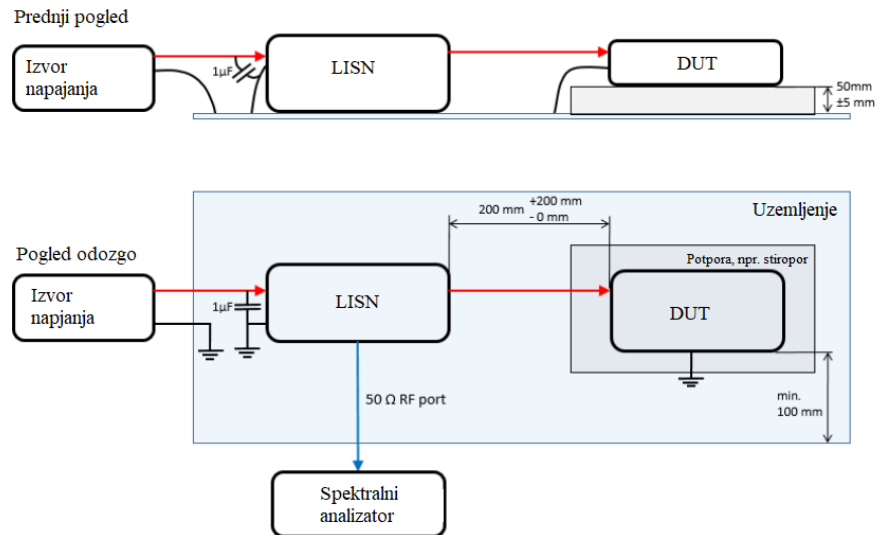 Prednji pogled
Izvor
napajanja
1µF
LISN
DUT
50mm
±5 mm
200 mm +200 mm
- 0 mm
Uzemljenje
Pogled odozgo
Potpora, npr. stiropor
Izvor
napjanja
1µF
LISN
DUT
50 Ω RF port
min.
100 mm
Spektralni
analizator